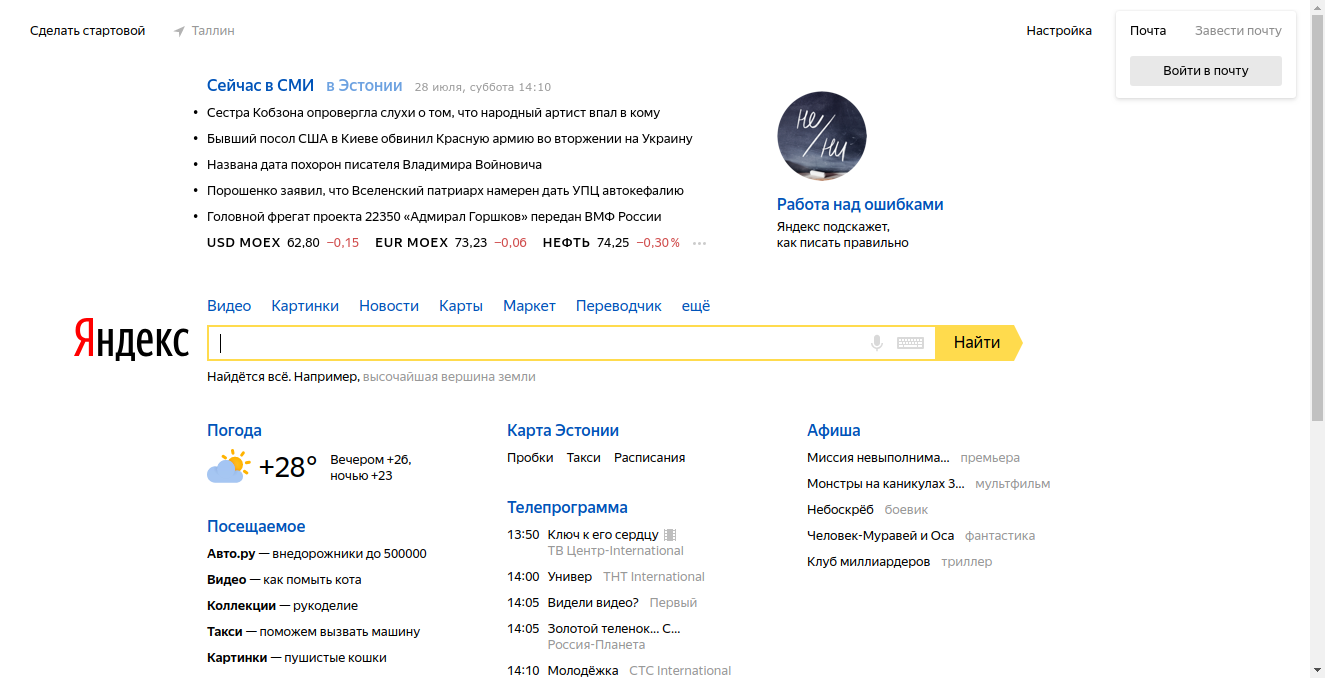 Сделать стартовой Таллин Настройка Почта Завести почту
Войти в почту
Сейчас в СМИ в Эстонии 28 июля, суббота 14:10
• Сестра Кобзона опровергла слухи о том, что народный артист впал в кому
• Бывший посол США в Киеве обвинил Красную армию во вторжении на Украину
• Названа дата похорон писателя Владимира Войновича
• Порошенко заявил, что Вселенский патриарх намерен дать УПЦ автокефалию
• Головной фрегат проекта 22350 «Адмирал Горшков» передан ВМФ России
USD MOEX 62,80 −0,15 EUR MOEX 73,23 −0,06 НЕФТЬ 74,25 −0,30% ...
не/ни
Работа над ошибками
Яндекс подскажет,
как писать правильно
Видео Картинки Новости Карты Маркет Переводчик ещё
Яндекс Найти
Найдётся всё. Например, высочайшая вершина земли
Погода
+28° Вечером +26,
ночью +23
Посещаемое
Авто.ру — внедорожники до 500000
Видео — как помыть кота
Коллекции — рукоделие
Такси — поможем вызвать машину
Картинки — пушистые кошки
Карта Эстонии
Пробки Такси Расписания
Телепрограмма
13:50 Ключ к его сердцу
ТВ Центр-International
14:00 Универ ТНТ International
14:05 Видели видео? Первый
14:05 Золотой теленок... С...
Россия-Планета
14:10 Молодёжка СТС International
Афиша
Миссия невыполнима... премьера
Монстры на каникулах 3... мультфильм
Небоскрёб боевик
Человек-Муравей и Оса фантастика
Клуб миллиардеров триллер